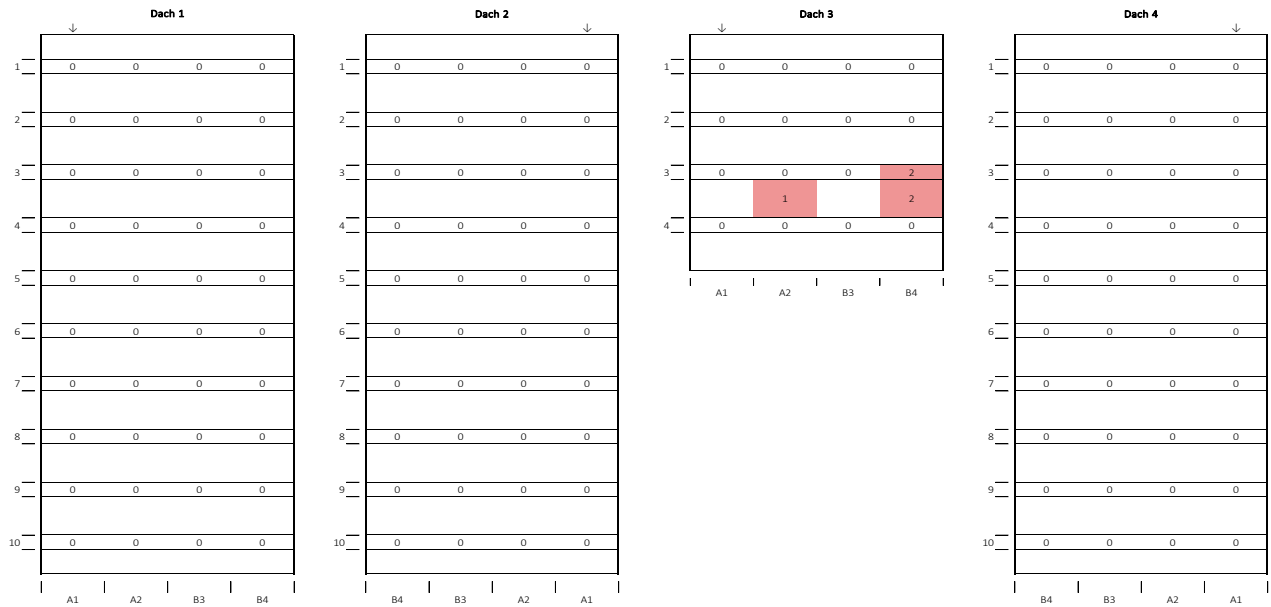 Dach 1 Dach 2 Dach 3 Dach 4
↓ ↓ ↓ ↓
1 0 0 0 0 1 0 0 0 0 1 0 0 0 0 1 0 0 0 0
2 0 0 0 0 2 0 0 0 0 2 0 0 0 0 2 0 0 0 0
3 0 0 0 0 3 0 0 0 0 3 0 0 0 2 3 0 0 0 0
1 2
4 0 0 0 0 4 0 0 0 0 4 0 0 0 0 4 0 0 0 0
5 0 0 0 0 5 0 0 0 0 5 0 0 0 0
A1 A2 B3 B4
6 0 0 0 0 6 0 0 0 0 6 0 0 0 0
7 0 0 0 0 7 0 0 0 0 7 0 0 0 0
8 0 0 0 0 8 0 0 0 0 8 0 0 0 0
9 0 0 0 0 9 0 0 0 0 9 0 0 0 0
10 0 0 0 0 10 0 0 0 0 10 0 0 0 0
A1 A2 B3 B4 B4 B3 A2 A1 B4 B3 A2 A1